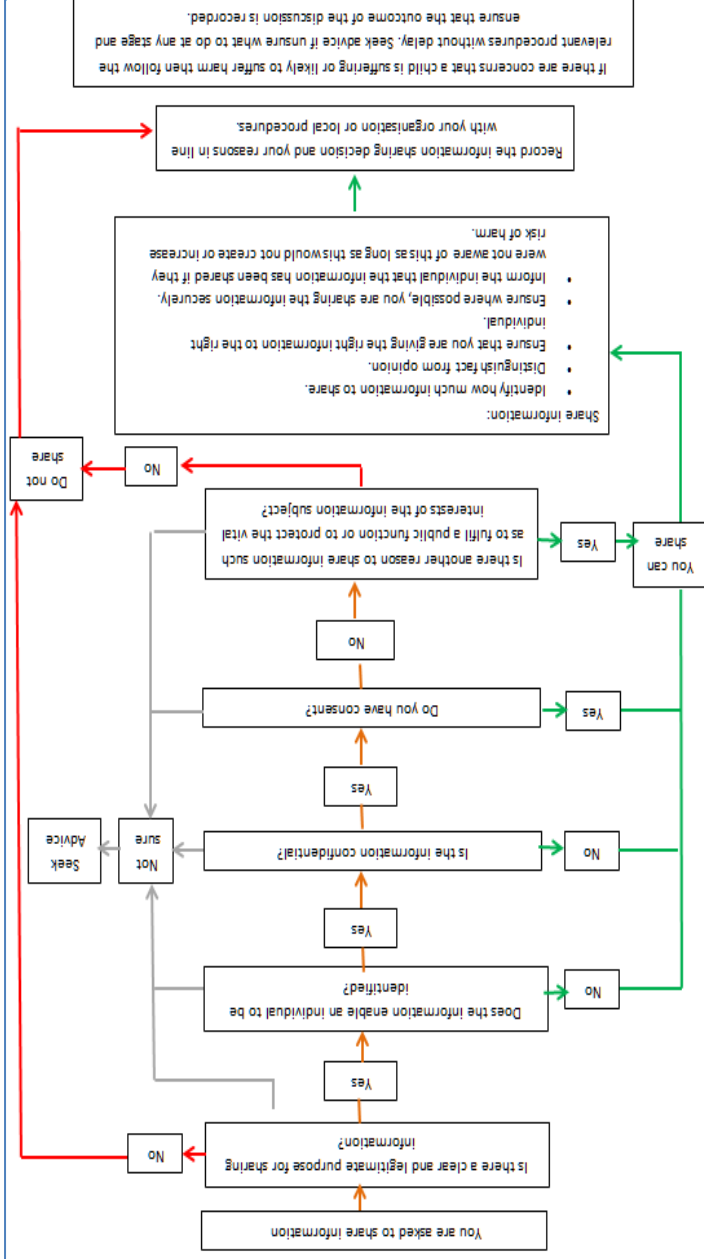 You are asked to share information
Is there a clear and legitimate purpose for sharing
information?
No
Yes
Does the information enable an individual to be
identified?
No
Yes
Is the information confidential?
No
Not
sure
Seek
Advice
Yes
Do you have consent?
Yes
No
Is there another reason to share information such
as to fulfil a public function or to protect the vital
interests of the information subject?
Yes
You can
share
No
Do not
share
Share information:
• Identify how much information to share.
• Distinguish fact from opinion.
• Ensure that you are giving the right information to the right
individual.
• Ensure where possible, you are sharing the information securely.
• Inform the individual that the information has been shared if they
were not aware of this as long as this would not create or increase
risk of harm.
Record the information sharing decision and your reasons in line
with your organisation or local procedures.
If there are concerns that a child is suffering or likely to suffer harm then follow the
relevant procedures without delay. Seek advice if unsure what to do at any stage and
ensure that the outcome of the discussion is recorded.